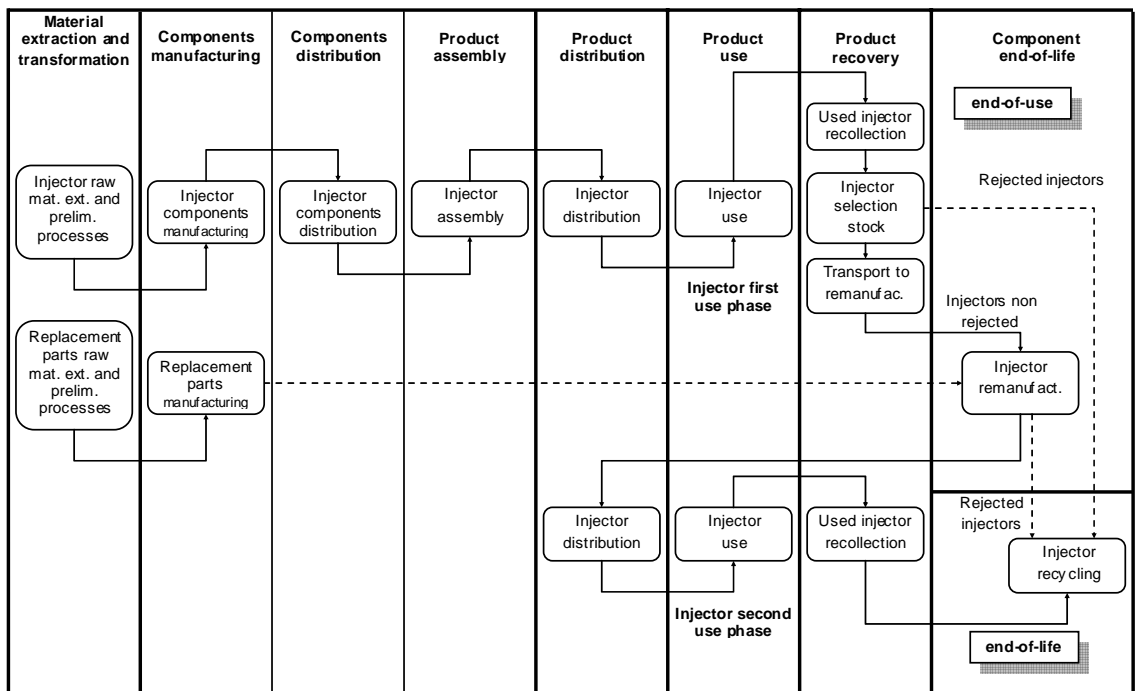 Material
extraction and
transformation
Components
manufacturing
Components
distribution
Product
assembly
Product
distribution
Product
use
Product
recovery
Component
end-of-life
end-of-use
Used injector
recollection
Injector raw
mat. ext. and
prelim.
processes
Injector
components
manufacturing
Injector
components
distribution
Injector
assembly
Injector
distribution
Injector
use
Injector
selection
stock
Rejected injectors
Transport to
remanufac.
Injector first
use phase
Injectors non
rejected
Replacement
parts raw
mat. ext. and
prelim.
processes
Replacement
parts
manufacturing
Injector
remanufact.
Rejected
injectors
Injector
distribution
Injector
use
Used injector
recollection
Injector
recycling
Injector second
use phase
end-of-life